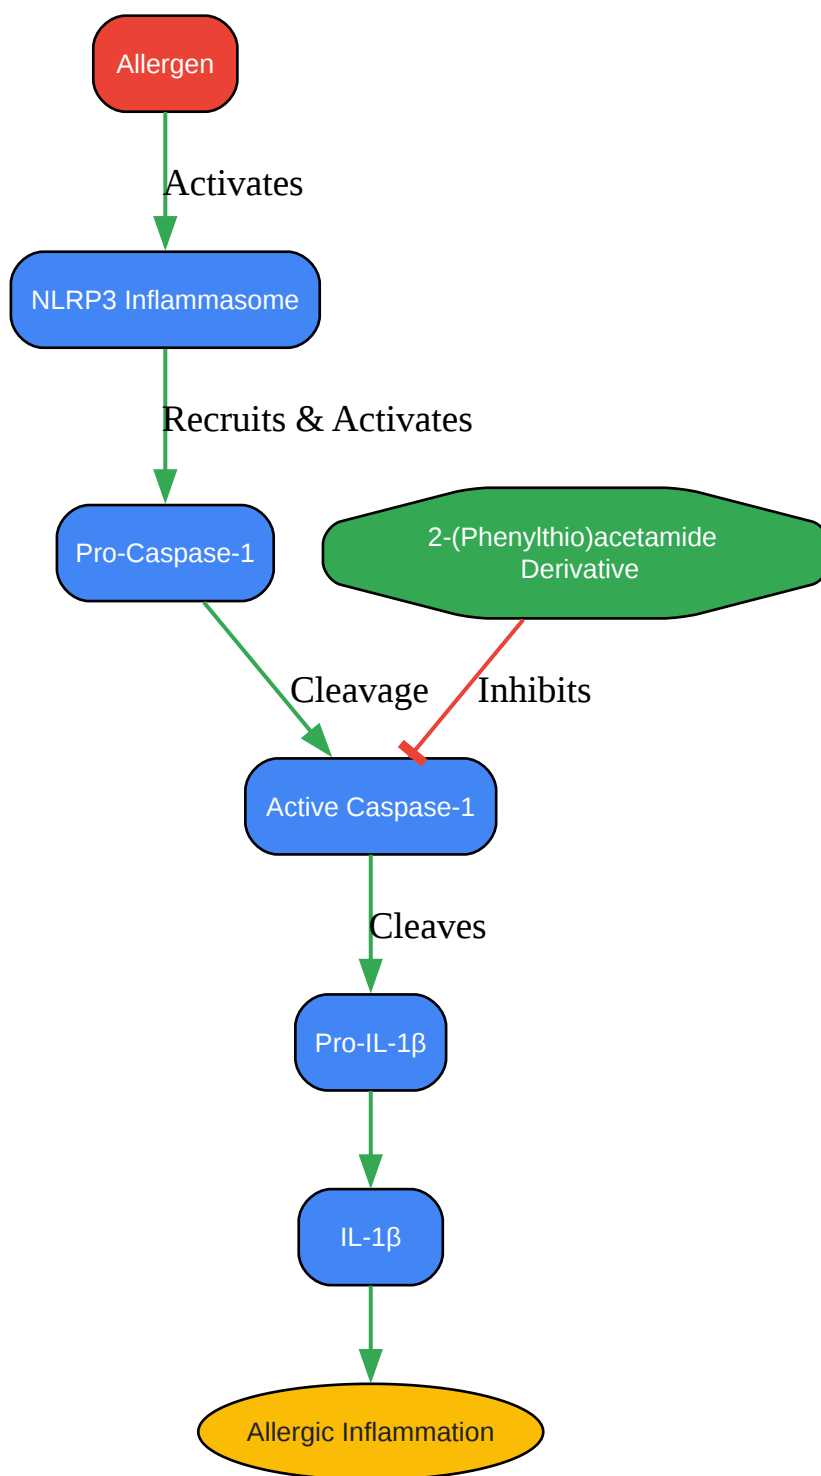 Allergen
Activates
NLRP3 Inflammasome
Recruits & Activates
Pro-Caspase-1
2-(Phenylthio)acetamide
Derivative
Cleavage
Inhibits
Active Caspase-1
Cleaves
Pro-IL-1β
IL-1β
Allergic Inflammation